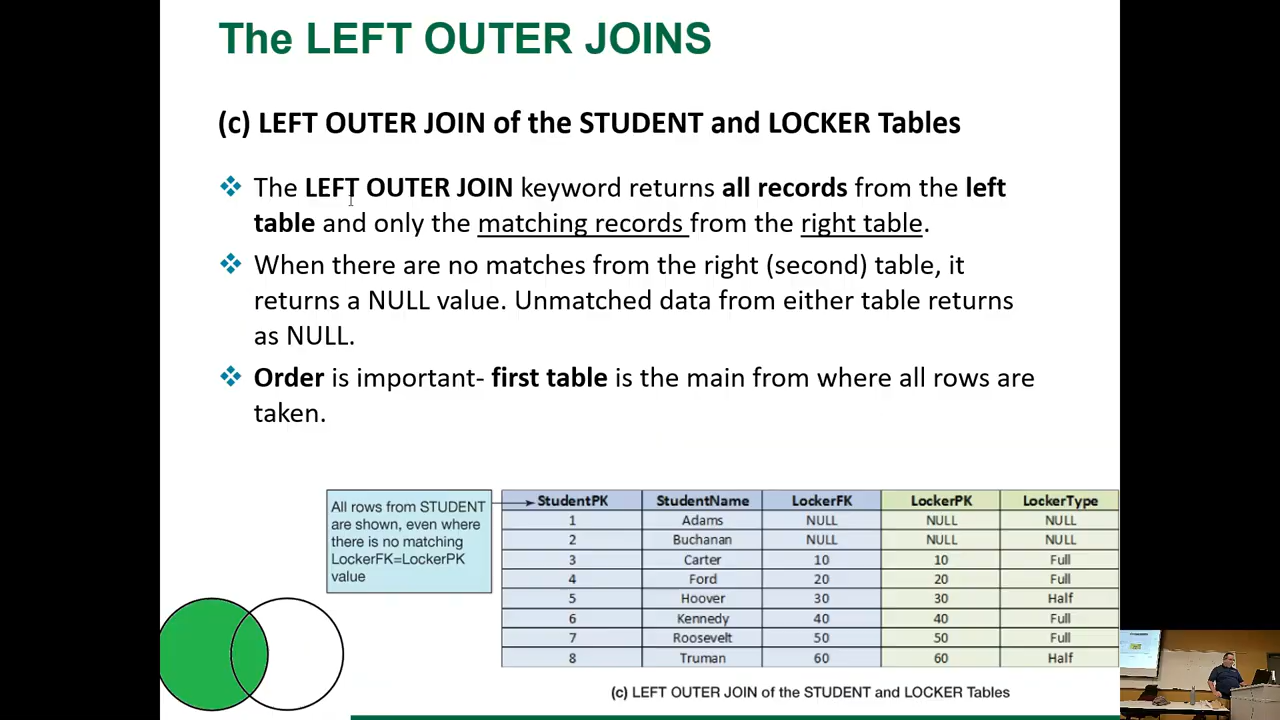 The LEFT OUTER JOINS
(c) LEFT OUTER JOIN of the STUDENT and LOCKER Tables
The LEFT OUTER JOIN keyword returns all records from the left
table and only the matching records from the right table.
When there are no matches from the right (second) table, it
returns a NULL value. Unmatched data from either table returns
as NULL.
Order is important- first table is the main from where all rows are
taken.
All rows from STUDENT
are shown, even where
there is no matching
LockerFK=LockerPK
value
StudentPK StudentName LockerFK LockerPK LockerType
1 Adams NULL NULL NULL
2 Buchanan NULL NULL NULL
3 Carter 10 10 Full
4 Ford 20 20 Full
5 Hoover 30 30 Half
6 Kennedy 40 40 Full
7 Roosevelt 50 50 Full
8 Truman 60 60 Half
(c) LEFT OUTER JOIN of the STUDENT and LOCKER Tables